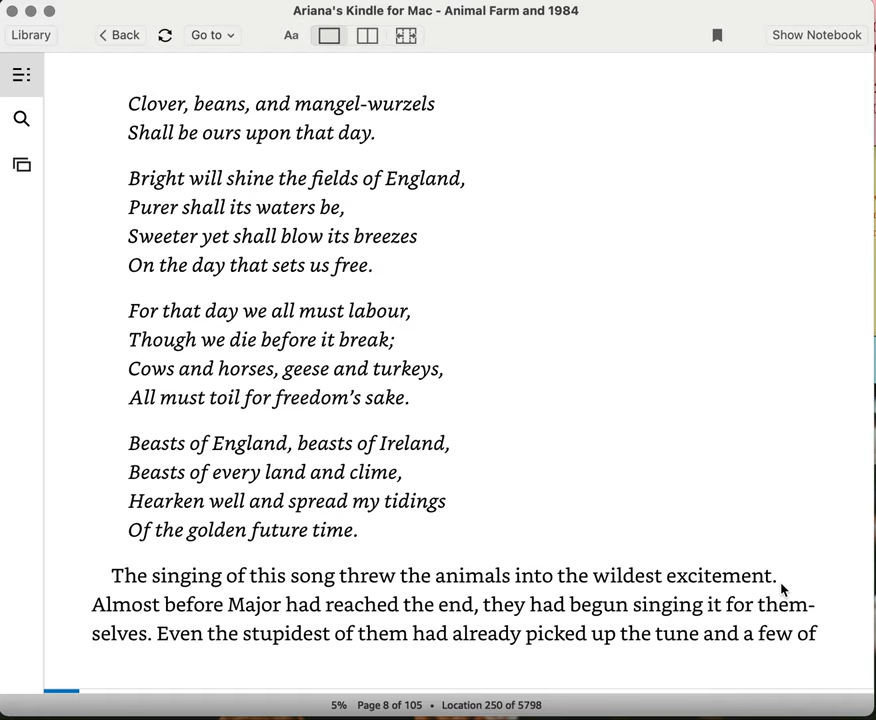 Ariana's Kindle for Mac - Animal Farm and 1984
Library
Back
Go to
Aa
Show Notebook
Clover, beans, and mangel-wurzels
Shall be ours upon that day.
Bright will shine the fields of England,
Purer shall its waters be,
Sweeter yet shall blow its breezes
On the day that sets us free.
For that day we all must labour,
Though we die before it break;
Cows and horses, geese and turkeys,
All must toil for freedom's sake.
Beasts of England, beasts of Ireland,
Beasts of every land and clime,
Hearken well and spread my tidings
Of the golden future time.
The singing of this song threw the animals into the wildest excitement.
Almost before Major had reached the end, they had begun singing it for them-
selves. Even the stupidest of them had already picked up the tune and a few of
5% Page 8 of 105 • Location 250 of 5798